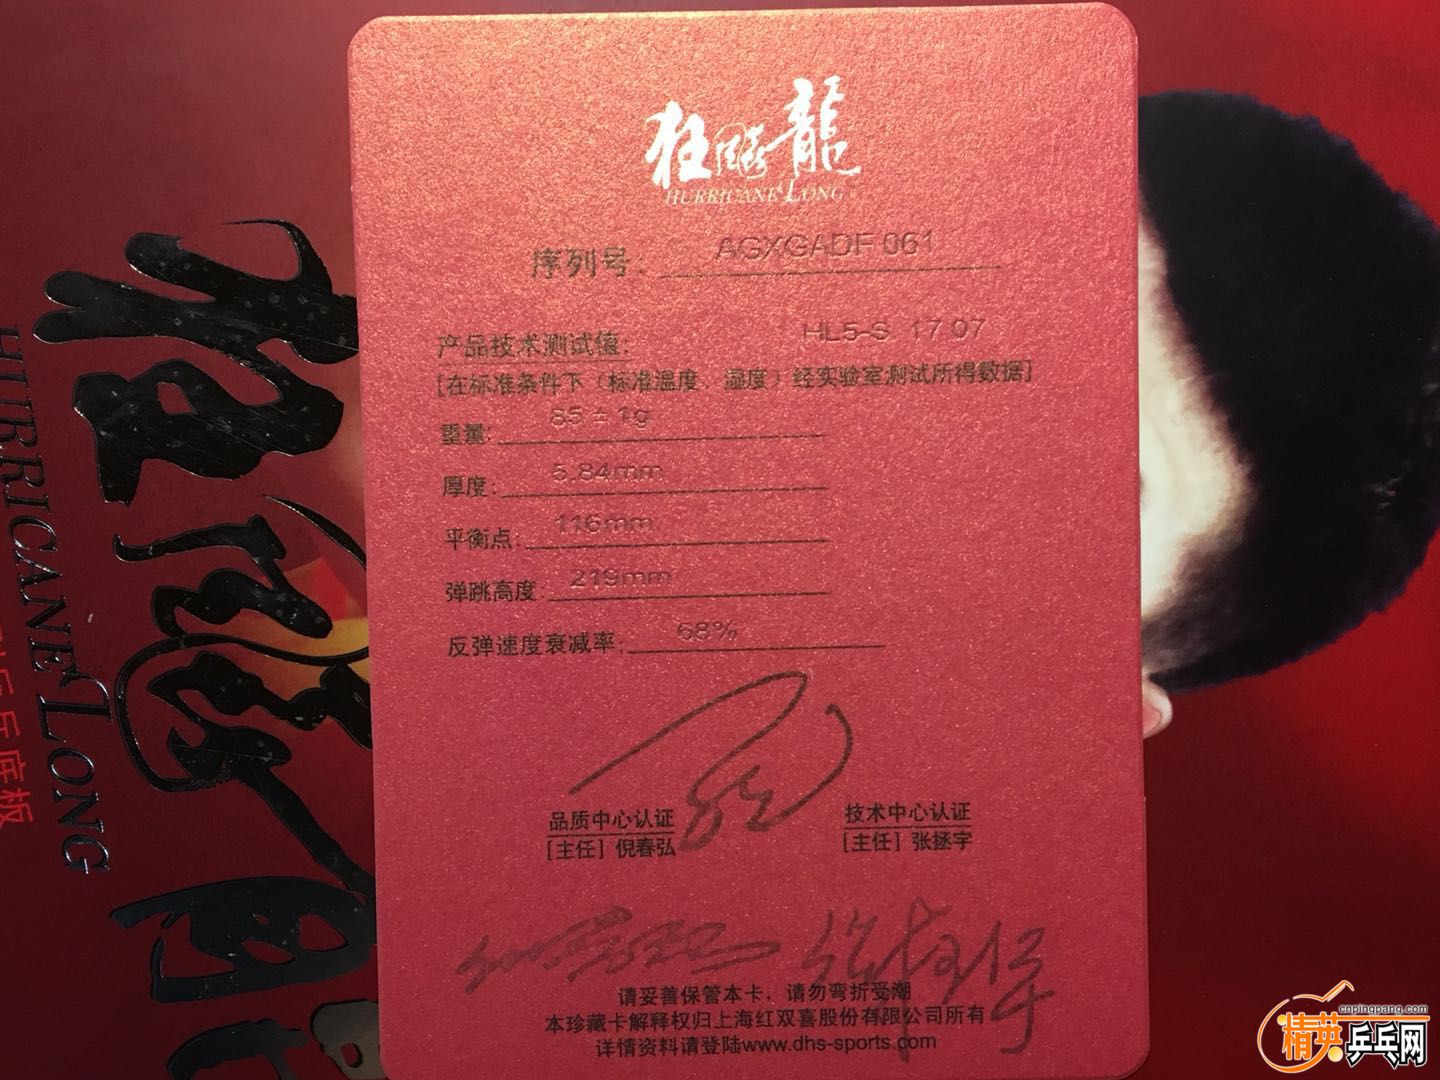 狂飚龍
HURRICANE LONG
序列号: AGXGADF 061
产品技术测试值: HL5-S 17 07
[在标准条件下(标准温度、湿度)经实验室测试所得数据]
重量: 85 ± 1g
厚度: 5.84mm
平衡点: 116mm
弹跳高度: 219mm
反弹速度衰减率: 68%
品质中心认证
[主任] 倪春弘
技术中心认证
[主任] 张拯宇
请妥善保管本卡,请勿弯折受潮
本珍藏卡解释权归上海红双喜股份有限公司所有
详情资料请登陆www.dhs-sports.com
HURRICANE LONG
cnpingpang.com
精英乒乓网